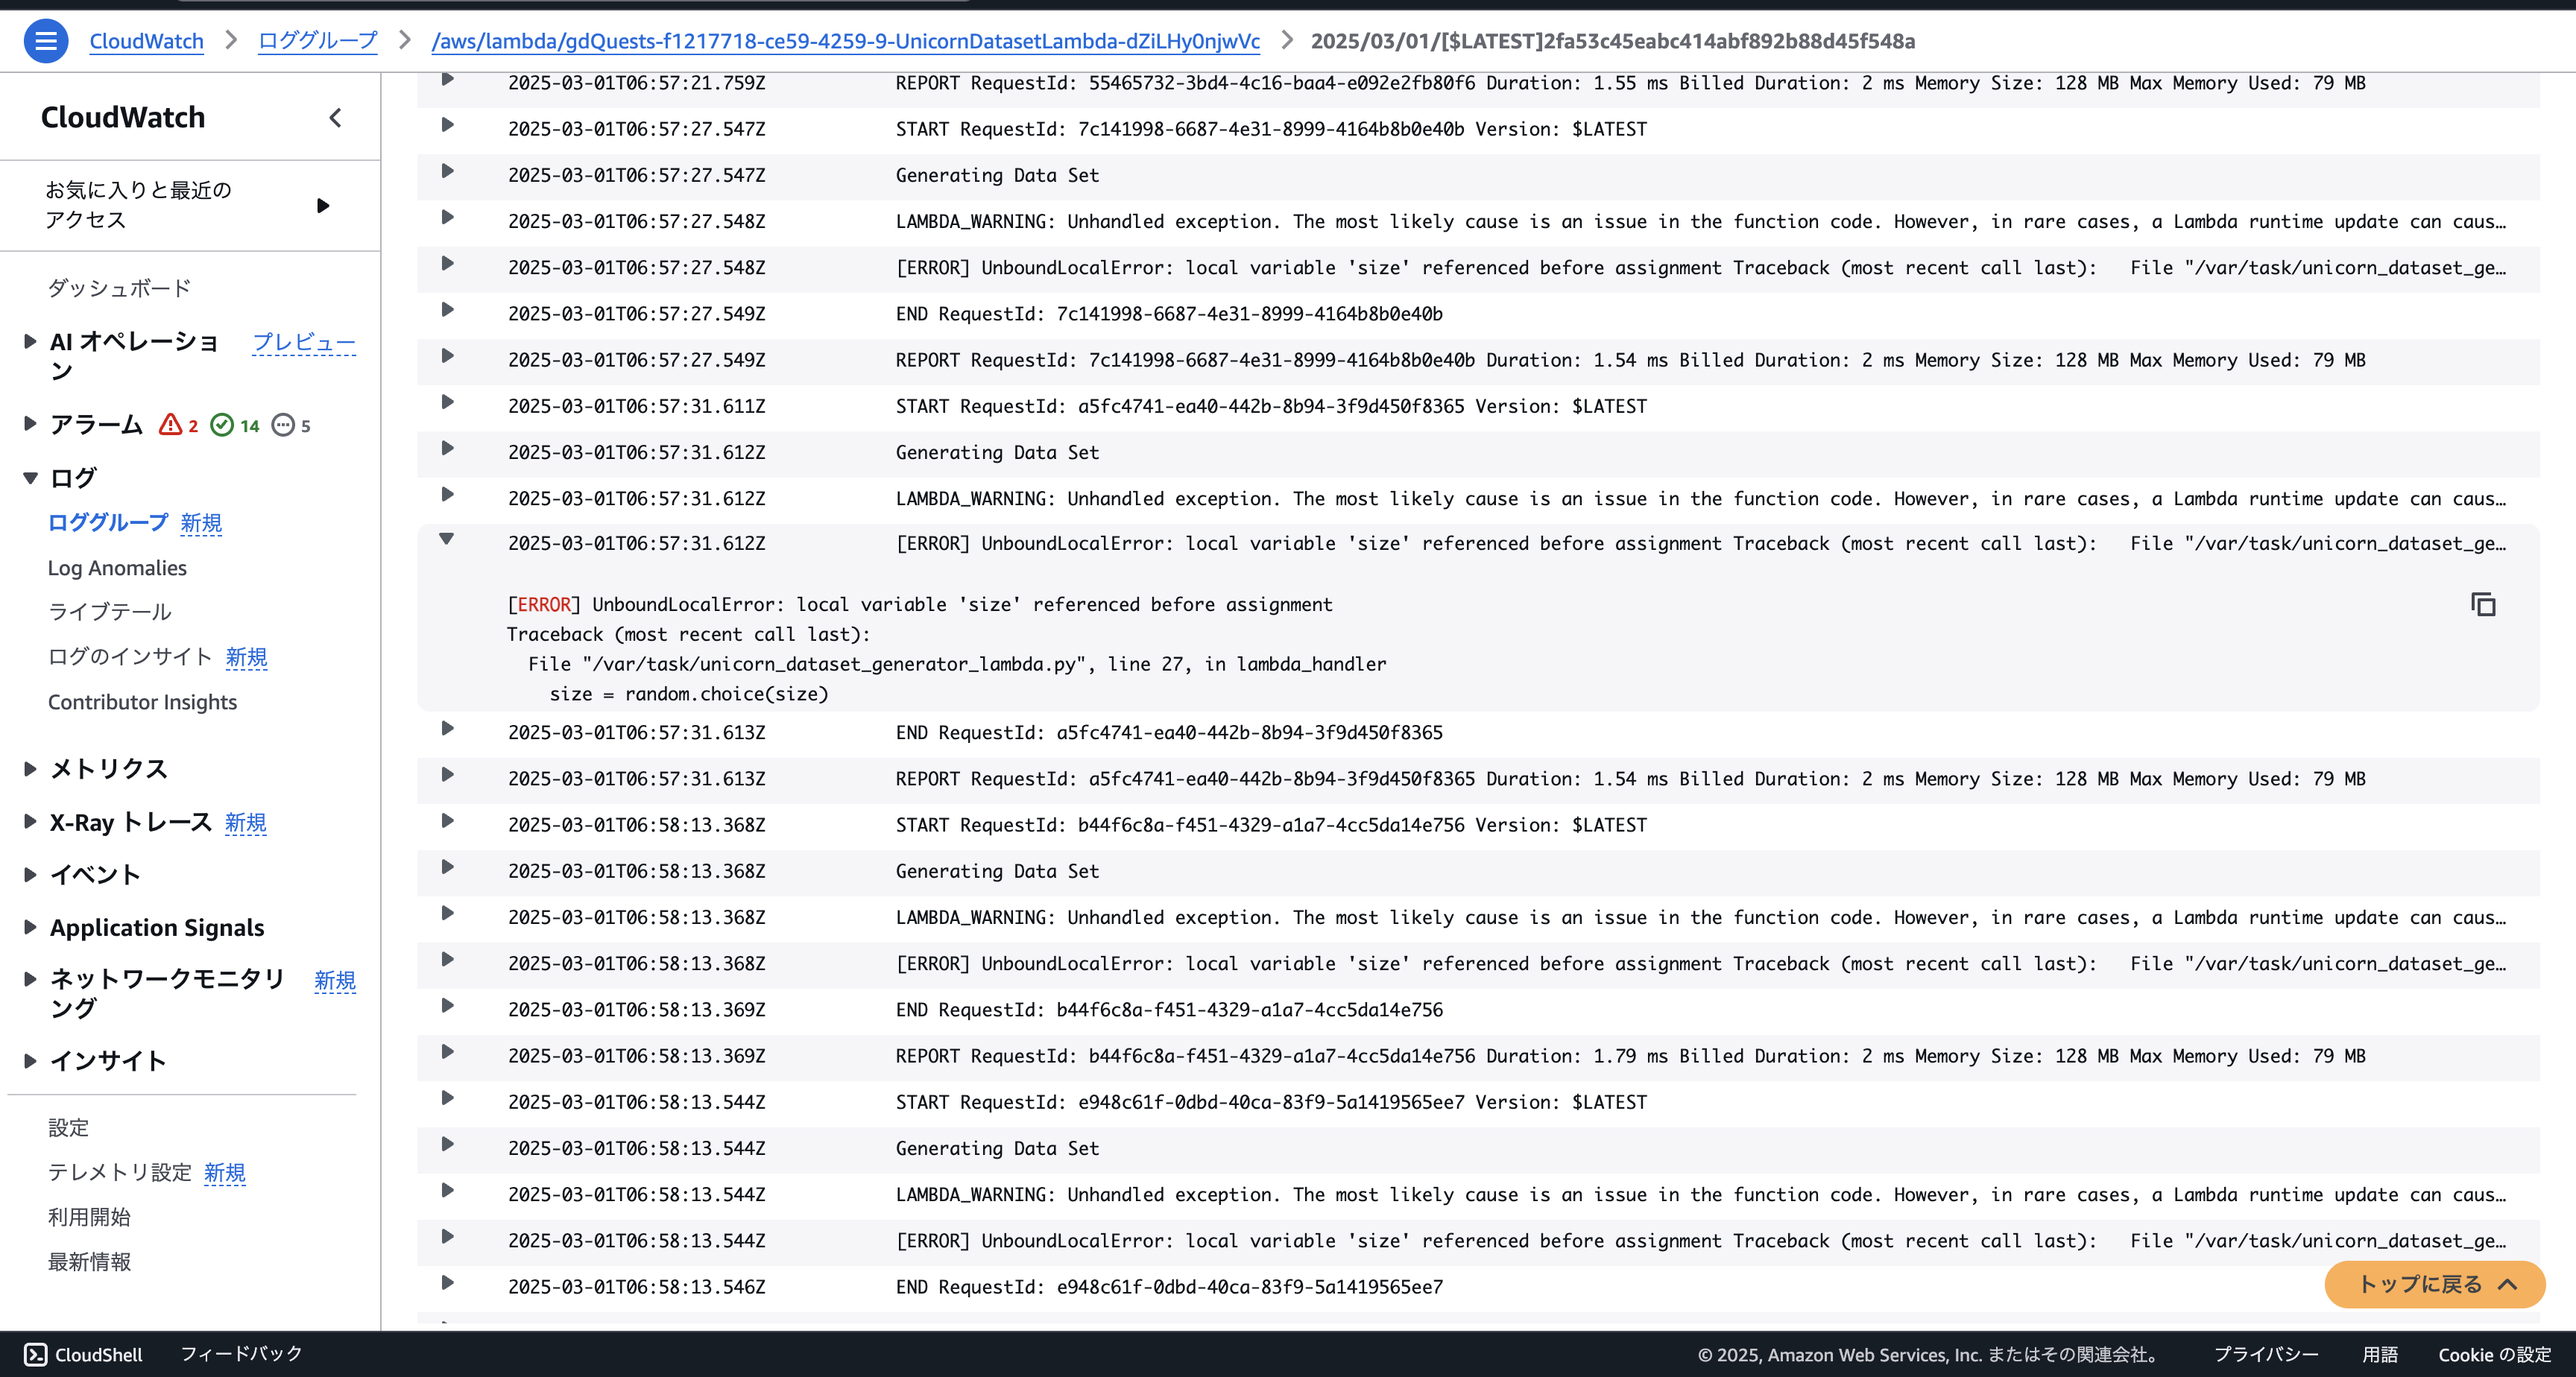 CloudWatch
ロググループ
/aws/lambda/gdQuests-f1217718-ce59-4259-9-UnicornDatasetLambda-dZiLHy0njwVc
2025/03/01/[$LATEST]2fa53c45eabc414abf892b88d45f548a
CloudWatch
お気に入りと最近の
アクセス
ダッシュボード
AI オペレーショ
ン
プレビュー
アラーム 2 14 5
ログ
ロググループ 新規
Log Anomalies
ライブテール
ログのインサイト 新規
Contributor Insights
メトリクス
X-Ray トレース 新規
イベント
Application Signals
ネットワークモニタリ
ング
新規
インサイト
設定
テレメトリ設定 新規
利用開始
最新情報
2025-03-01T06:57:21.759Z REPORT RequestId: 55465732-3bd4-4c16-baa4-e092e2fb80f6 Duration: 1.55 ms Billed Duration: 2 ms Memory Size: 128 MB Max Memory Used: 79 MB
2025-03-01T06:57:27.547Z START RequestId: 7c141998-6687-4e31-8999-4164b8b0e40b Version: $LATEST
2025-03-01T06:57:27.547Z Generating Data Set
2025-03-01T06:57:27.548Z LAMBDA_WARNING: Unhandled exception. The most likely cause is an issue in the function code. However, in rare cases, a Lambda runtime update can caus…
2025-03-01T06:57:27.548Z [ERROR] UnboundLocalError: local variable 'size' referenced before assignment Traceback (most recent call last): File "/var/task/unicorn_dataset_ge…
2025-03-01T06:57:27.549Z END RequestId: 7c141998-6687-4e31-8999-4164b8b0e40b
2025-03-01T06:57:27.549Z REPORT RequestId: 7c141998-6687-4e31-8999-4164b8b0e40b Duration: 1.54 ms Billed Duration: 2 ms Memory Size: 128 MB Max Memory Used: 79 MB
2025-03-01T06:57:31.611Z START RequestId: a5fc4741-ea40-442b-8b94-3f9d450f8365 Version: $LATEST
2025-03-01T06:57:31.612Z Generating Data Set
2025-03-01T06:57:31.612Z LAMBDA_WARNING: Unhandled exception. The most likely cause is an issue in the function code. However, in rare cases, a Lambda runtime update can caus…
2025-03-01T06:57:31.612Z [ERROR] UnboundLocalError: local variable 'size' referenced before assignment Traceback (most recent call last): File "/var/task/unicorn_dataset_ge…
[ERROR] UnboundLocalError: local variable 'size' referenced before assignment
Traceback (most recent call last):
File "/var/task/unicorn_dataset_generator_lambda.py", line 27, in lambda_handler
size = random.choice(size)
2025-03-01T06:57:31.613Z END RequestId: a5fc4741-ea40-442b-8b94-3f9d450f8365
2025-03-01T06:57:31.613Z REPORT RequestId: a5fc4741-ea40-442b-8b94-3f9d450f8365 Duration: 1.54 ms Billed Duration: 2 ms Memory Size: 128 MB Max Memory Used: 79 MB
2025-03-01T06:58:13.368Z START RequestId: b44f6c8a-f451-4329-a1a7-4cc5da14e756 Version: $LATEST
2025-03-01T06:58:13.368Z Generating Data Set
2025-03-01T06:58:13.368Z LAMBDA_WARNING: Unhandled exception. The most likely cause is an issue in the function code. However, in rare cases, a Lambda runtime update can caus…
2025-03-01T06:58:13.368Z [ERROR] UnboundLocalError: local variable 'size' referenced before assignment Traceback (most recent call last): File "/var/task/unicorn_dataset_ge…
2025-03-01T06:58:13.369Z END RequestId: b44f6c8a-f451-4329-a1a7-4cc5da14e756
2025-03-01T06:58:13.369Z REPORT RequestId: b44f6c8a-f451-4329-a1a7-4cc5da14e756 Duration: 1.79 ms Billed Duration: 2 ms Memory Size: 128 MB Max Memory Used: 79 MB
2025-03-01T06:58:13.544Z START RequestId: e948c61f-0dbd-40ca-83f9-5a1419565ee7 Version: $LATEST
2025-03-01T06:58:13.544Z Generating Data Set
2025-03-01T06:58:13.544Z LAMBDA_WARNING: Unhandled exception. The most likely cause is an issue in the function code. However, in rare cases, a Lambda runtime update can caus…
2025-03-01T06:58:13.544Z [ERROR] UnboundLocalError: local variable 'size' referenced before assignment Traceback (most recent call last): File "/var/task/unicorn_dataset_ge…
2025-03-01T06:58:13.546Z END RequestId: e948c61f-0dbd-40ca-83f9-5a1419565ee7
トップに戻る
CloudShell フィードバック © 2025, Amazon Web Services, Inc. またはその関連会社。 プライバシー 用語 Cookie の設定